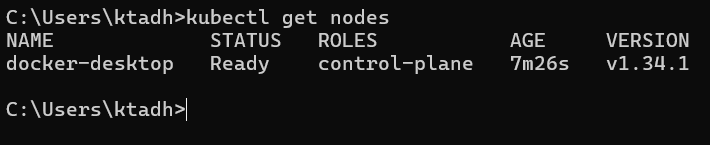 C:\Users\ktadh>kubectl get nodes
NAME             STATUS   ROLES           AGE     VERSION
docker-desktop   Ready    control-plane   7m26s   v1.34.1
C:\Users\ktadh>